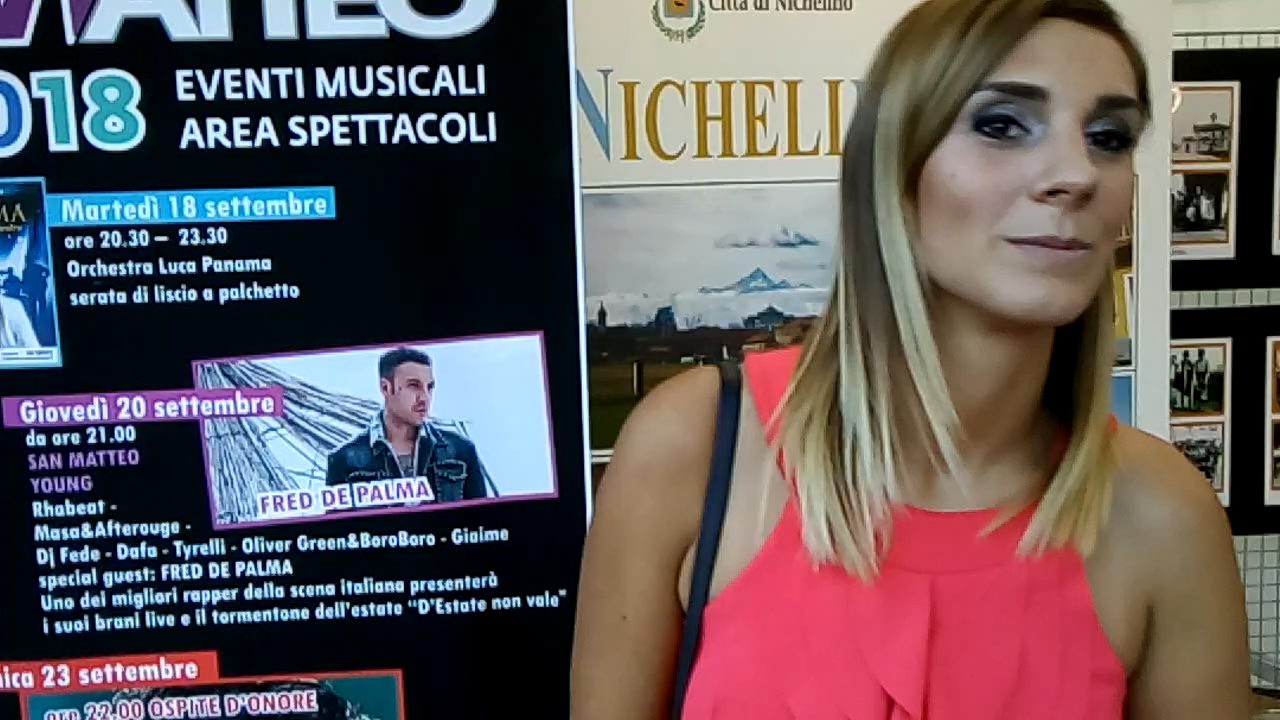 2018 EVENTI MUSICALI
AREA SPETTACOLI
Martedì 18 settembre
ore 20.30 – 23.30
Orchestra Luca Panama
serata di liscio a palchetto
Giovedì 20 settembre
da ore 21.00
SAN MATTEO
YOUNG
Rhabeat -
Masa&Afterouge -
Dj Fede - Dafa - Tyrelli - Oliver Green&BoroBoro - Giaime
special guest: FRED DE PALMA
Uno dei migliori rapper della scena italiana presenterà
i suoi brani live e il tormentone dell'estate "D'Estate non vale"
FRED DE PALMA
23 settembre
22.00 OSPITE D'ONORE
Città di Nichelino
NICHELI